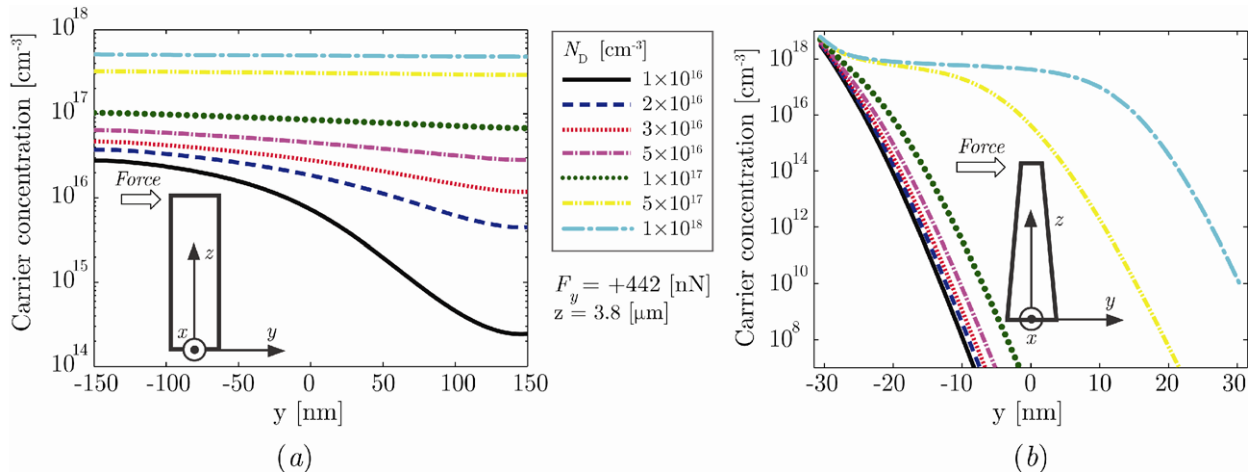 10^18
10^17
10^16
10^15
10^14
Carrier concentration [cm^-3]
Force
z
x
y
-150
-100
-50
0
50
100
150
y [nm]
(a)
N_D [cm^-3]
1×10^16
2×10^16
3×10^16
5×10^16
1×10^17
5×10^17
1×10^18
F_y = +442 [nN]
z = 3.8 [μm]
10^18
10^16
10^14
10^12
10^10
10^8
Carrier concentration [cm^-3]
Force
z
x
y
-30
-20
-10
0
10
20
30
y [nm]
(b)